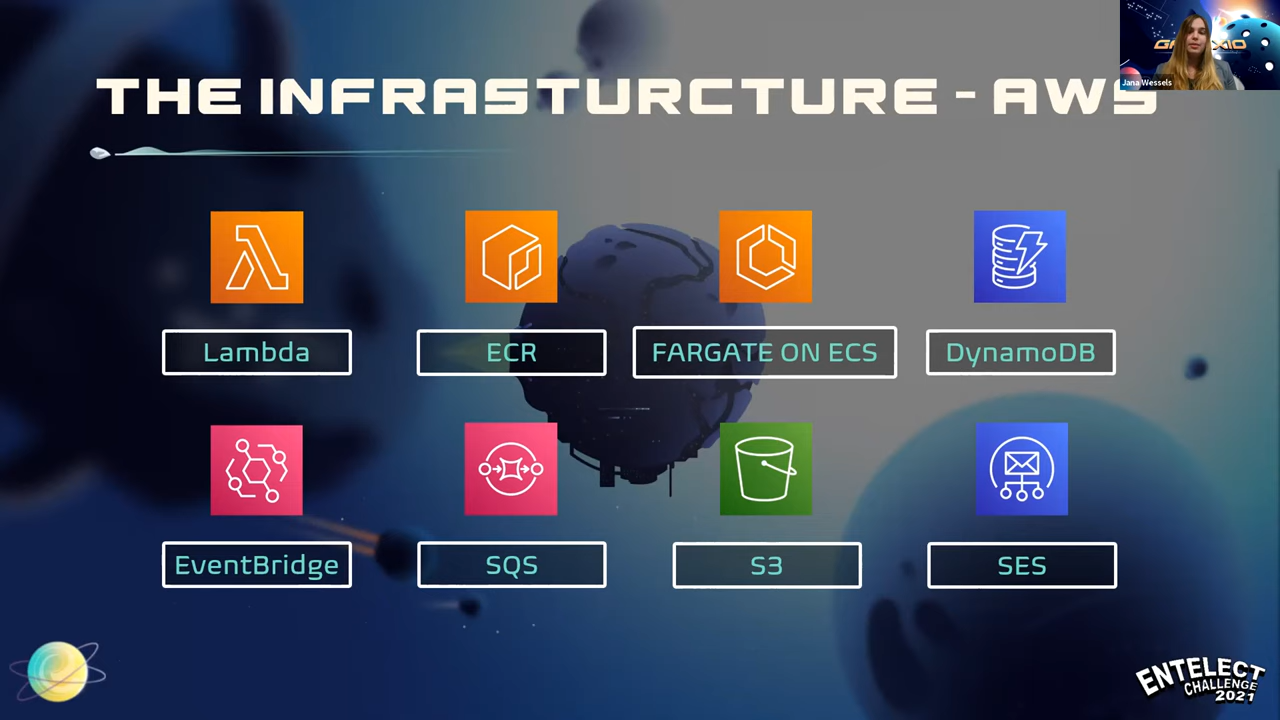 THE INFRASTURCTURE - AWS
Jana Wessels
Lambda
ECR
FARGATE ON ECS
DynamoDB
EventBridge
SQS
S3
SES
ENTELECT
CHALLENGE
2021